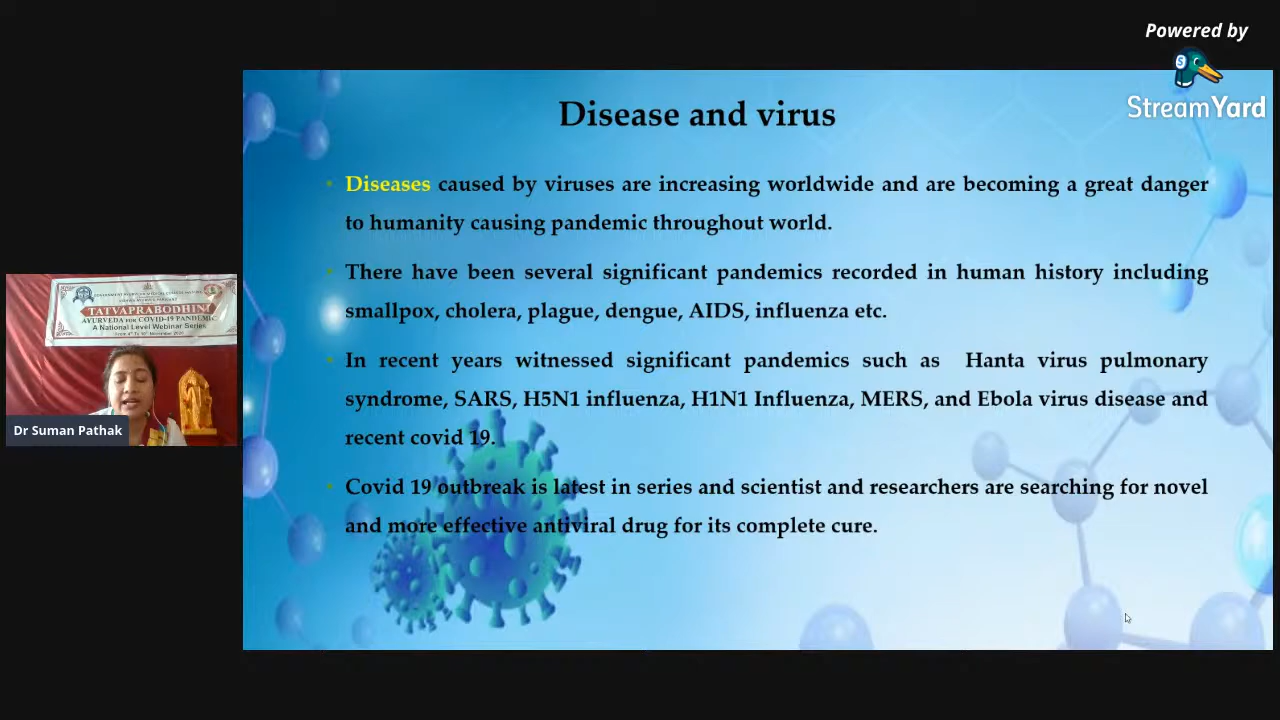 Powered by
StreamYard
Disease and virus
Diseases caused by viruses are increasing worldwide and are becoming a great danger
to humanity causing pandemic throughout world.
There have been several significant pandemics recorded in human history including
smallpox, cholera, plague, dengue, AIDS, influenza etc.
In recent years witnessed significant pandemics such as Hanta virus pulmonary
syndrome, SARS, H5N1 influenza, H1N1 Influenza, MERS, and Ebola virus disease and
recent covid 19.
Covid 19 outbreak is latest in series and scientist and researchers are searching for novel
and more effective antiviral drug for its complete cure.
TATVAPRABODHINI
AYURVEDA FOR COVID-19 PANDEMIC
A National Level Webinar Series
Dr Suman Pathak